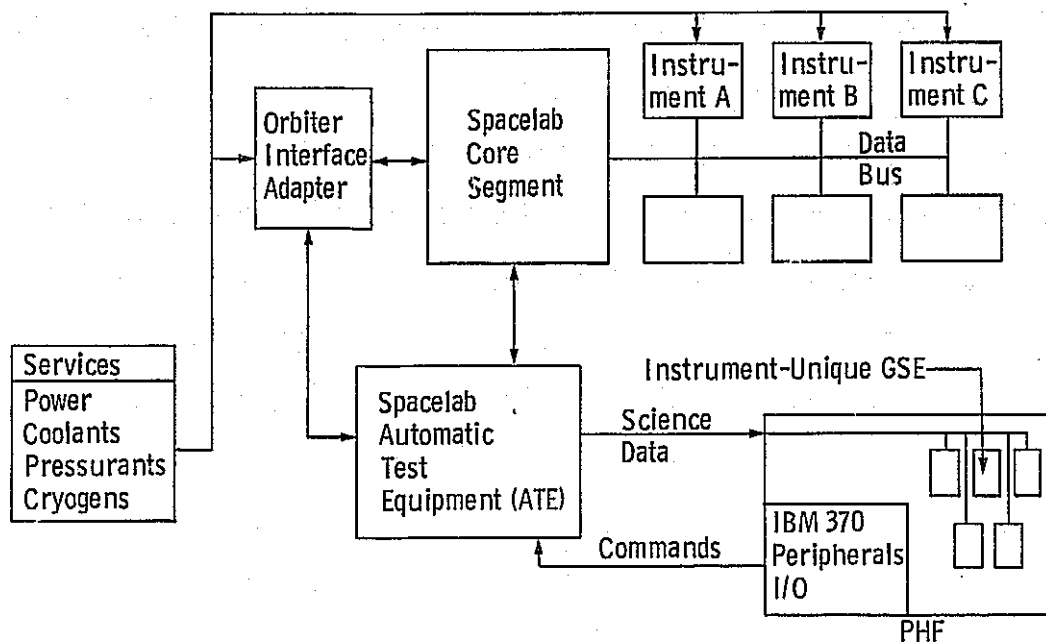 Instru-
ment A
Instru-
ment B
Instru-
ment C
Orbiter
Interface
Adapter
Spacelab
Core
Segment
Data
Bus
Services
Power
Coolants
Pressurants
Cryogens
Spacelab
Automatic
Test
Equipment (ATE)
Instrument-Unique GSE
Science
Data
Commands
IBM 370
Peripherals
I/O
PHF